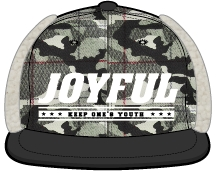 JOYFUL
★★★ KEEP ONE'S YOUTH ★★★